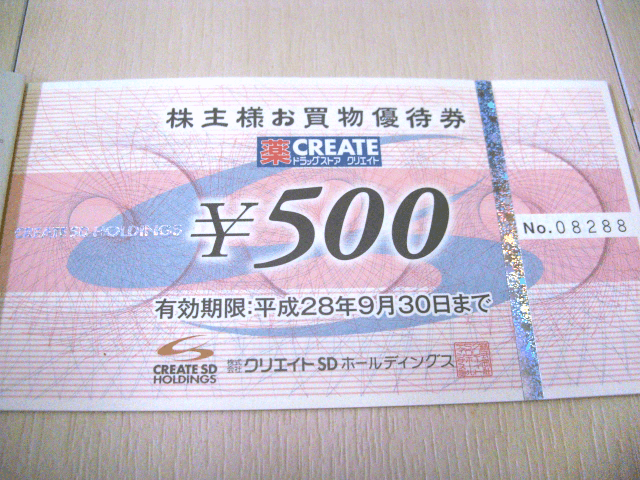 株主様お買物優待券
薬 CREATE
ドラッグストア クリエイト
CREATE SD HOLDINGS
¥500
No.08288
有効期限:平成28年9月30日まで
CREATE SD
HOLDINGS
株式会社クリエイトSDホールディングス